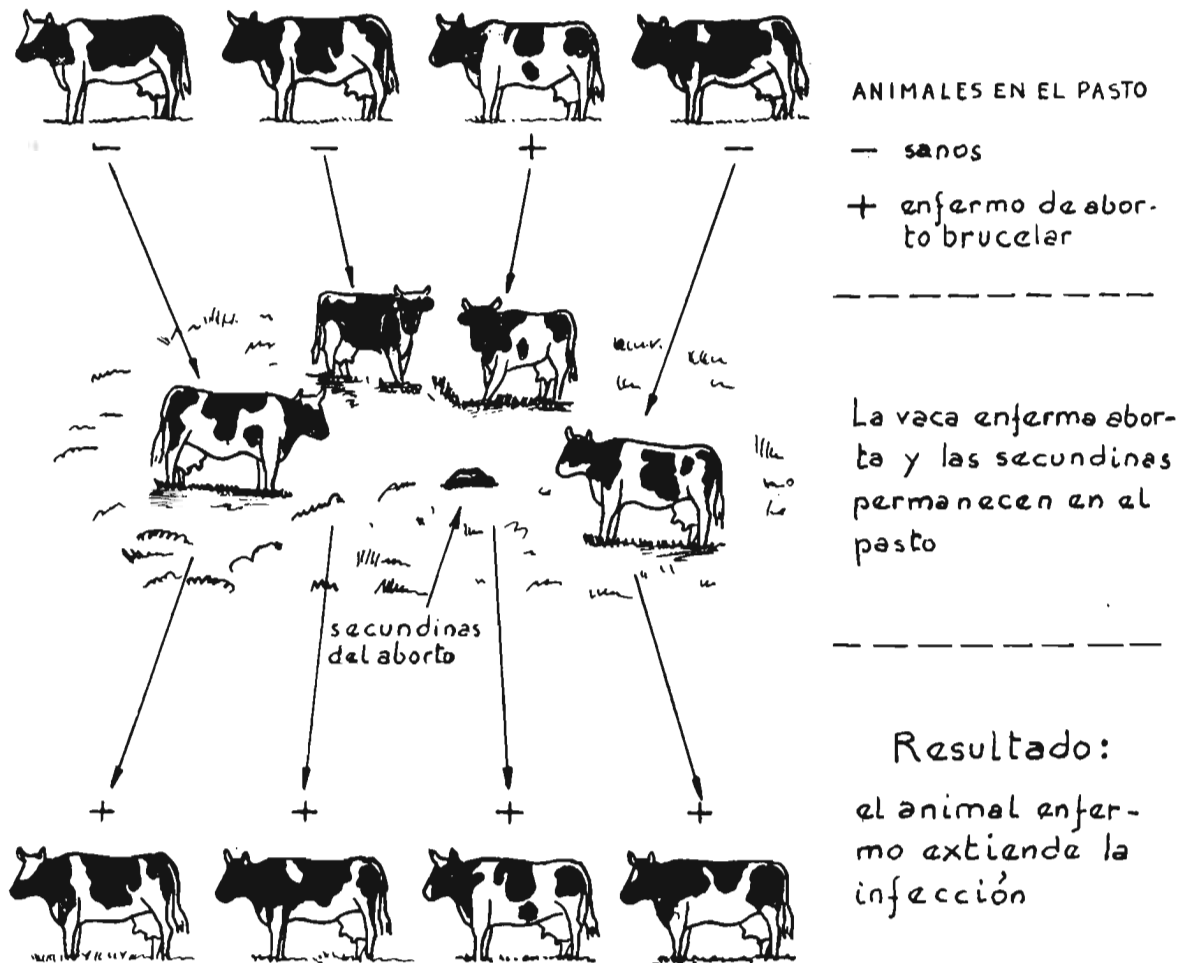 − − + −
ANIMALES EN EL PASTO
− sanos
+ enfermo de abor-
to brucelar
La vaca enferma abor-
ta y las secundinas
permanecen en el
pasto
secundinas
del aborto
Resultado:
el animal enfer-
mo extiende la
infección
+ + + +